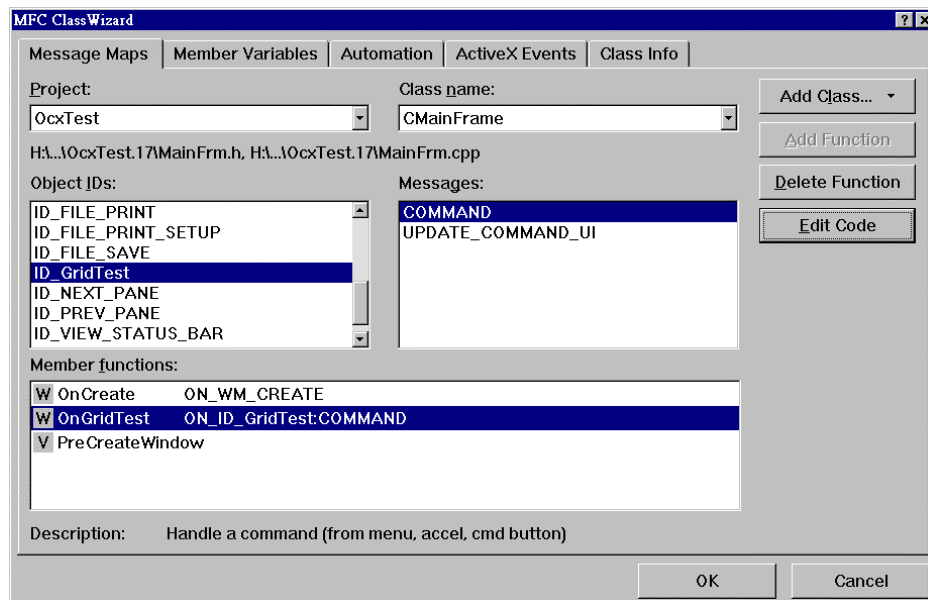 MFC ClassWizard
Message Maps Member Variables Automation ActiveX Events Class Info
Project: Class name: Add Class...
OcxTest CMainFrame
Add Function
H:\...\OcxTest.17\MainFrm.h, H:\...\OcxTest.17\MainFrm.cpp
Object IDs: Messages: Delete Function
ID_FILE_PRINT COMMAND
ID_FILE_PRINT_SETUP UPDATE_COMMAND_UI Edit Code
ID_FILE_SAVE
ID_GridTest
ID_NEXT_PANE
ID_PREV_PANE
ID_VIEW_STATUS_BAR
Member functions:
W OnCreate ON_WM_CREATE
W OnGridTest ON_ID_GridTest:COMMAND
V PreCreateWindow
Description: Handle a command (from menu, accel, cmd button)
OK Cancel